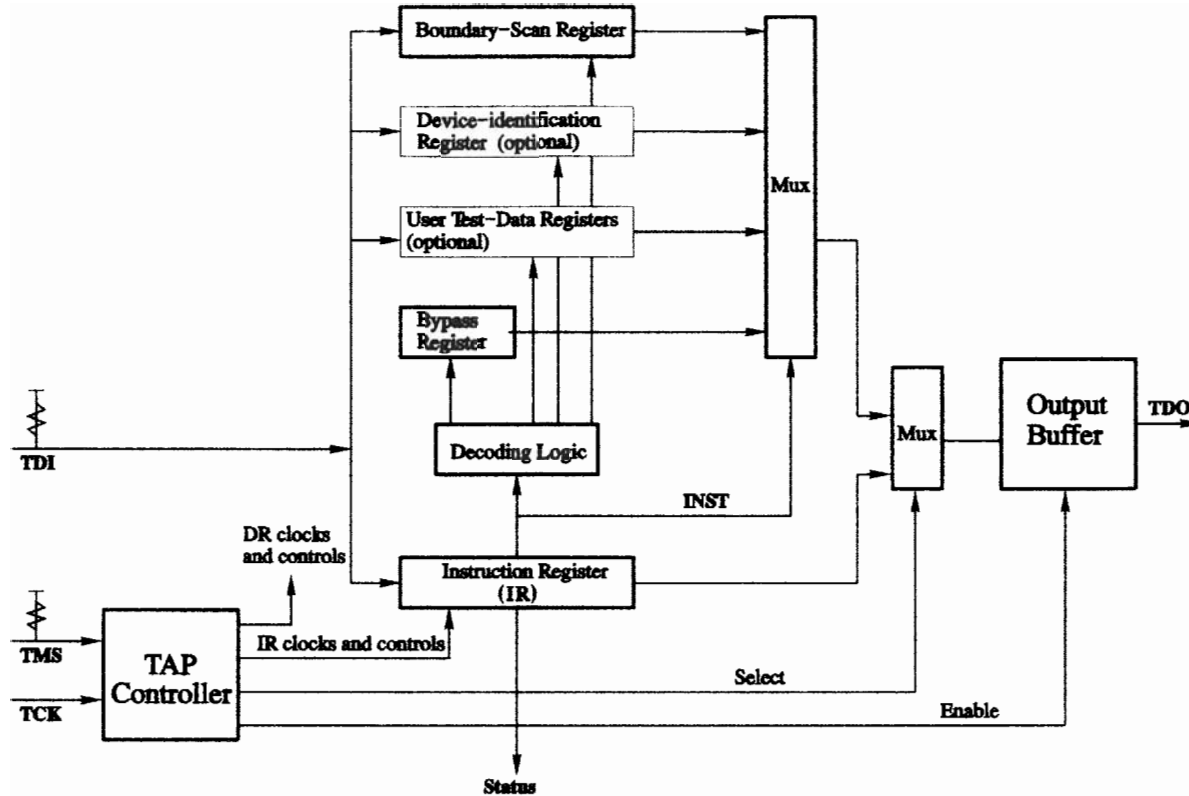 Boundary-Scan Register
Device-identification
Register (optional)
Mux
User Test-Data Registers
(optional)
Bypass
Register
Output
Buffer
TDO
Mux
Decoding Logic
TDI
INST
DR clocks
and controls
Instruction Register
(IR)
IR clocks and controls
TMS
TAP
Controller
Select
TCK
Enable
Status